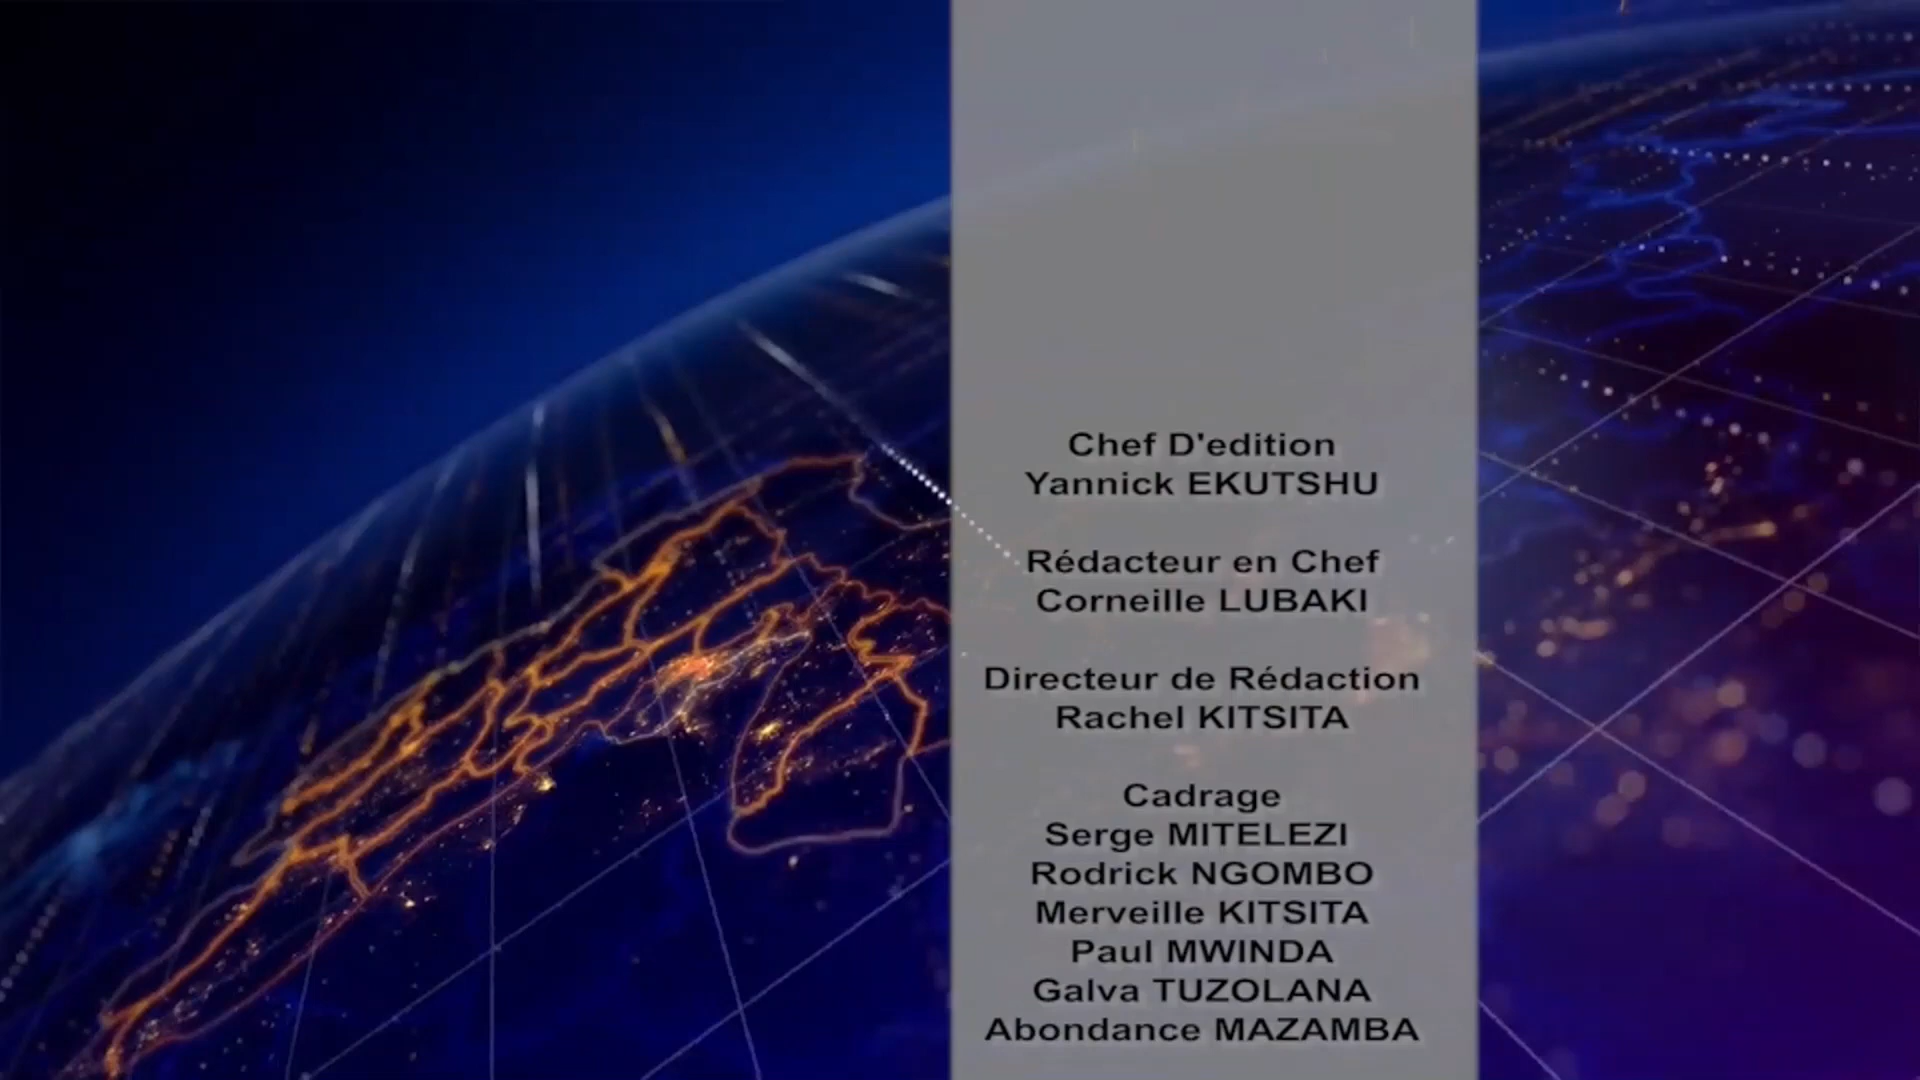 Chef D'edition
Yannick EKUTSHU
Rédacteur en Chef
Corneille LUBAKI
Directeur de Rédaction
Rachel KITSITA
Cadrage
Serge MITELEZI
Rodrick NGOMBO
Merveille KITSITA
Paul MWINDA
Galva TUZOLANA
Abondance MAZAMBA